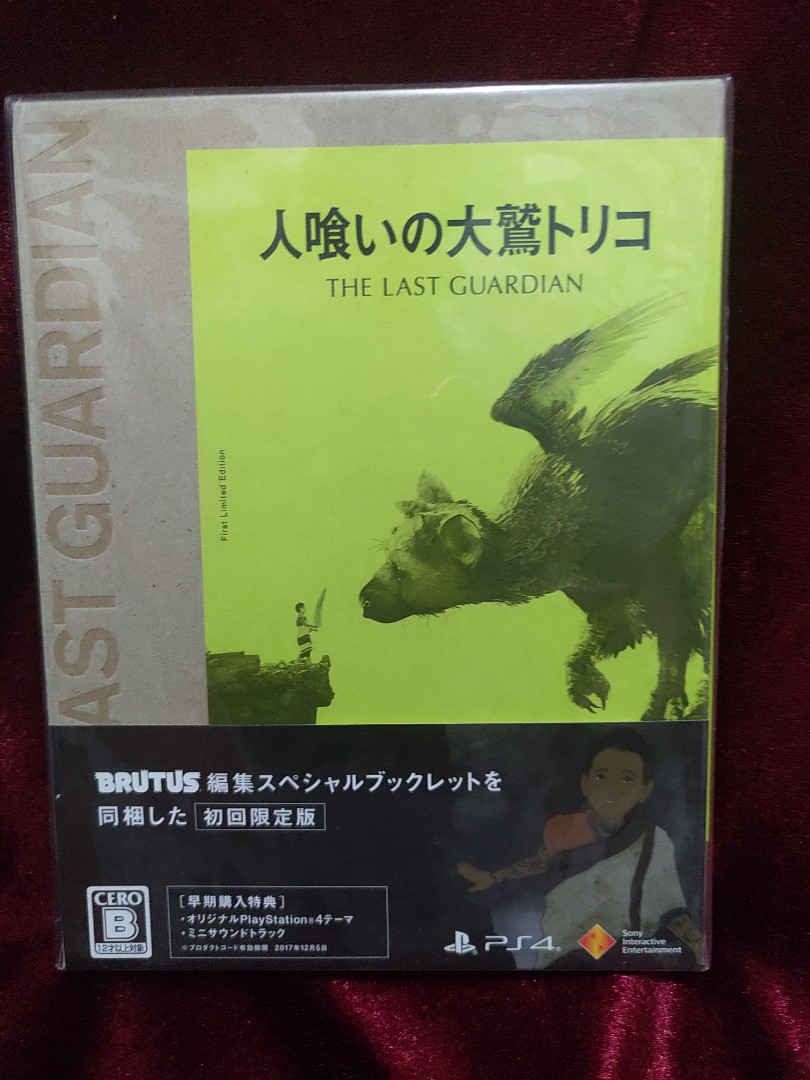 AST GUARDIAN
人喰いの大鷲トリコ
THE LAST GUARDIAN
First Limited Edition
BRUTUS 編集スペシャルブックレットを
同梱した 初回限定版
CERO
B
12才以上対象
[早期購入特典]
・オリジナルPlayStation®4テーマ
・ミニサウンドトラック
※プロダクトコード有効期限 2017年12月5日
PS4
Sony
Interactive
Entertainment